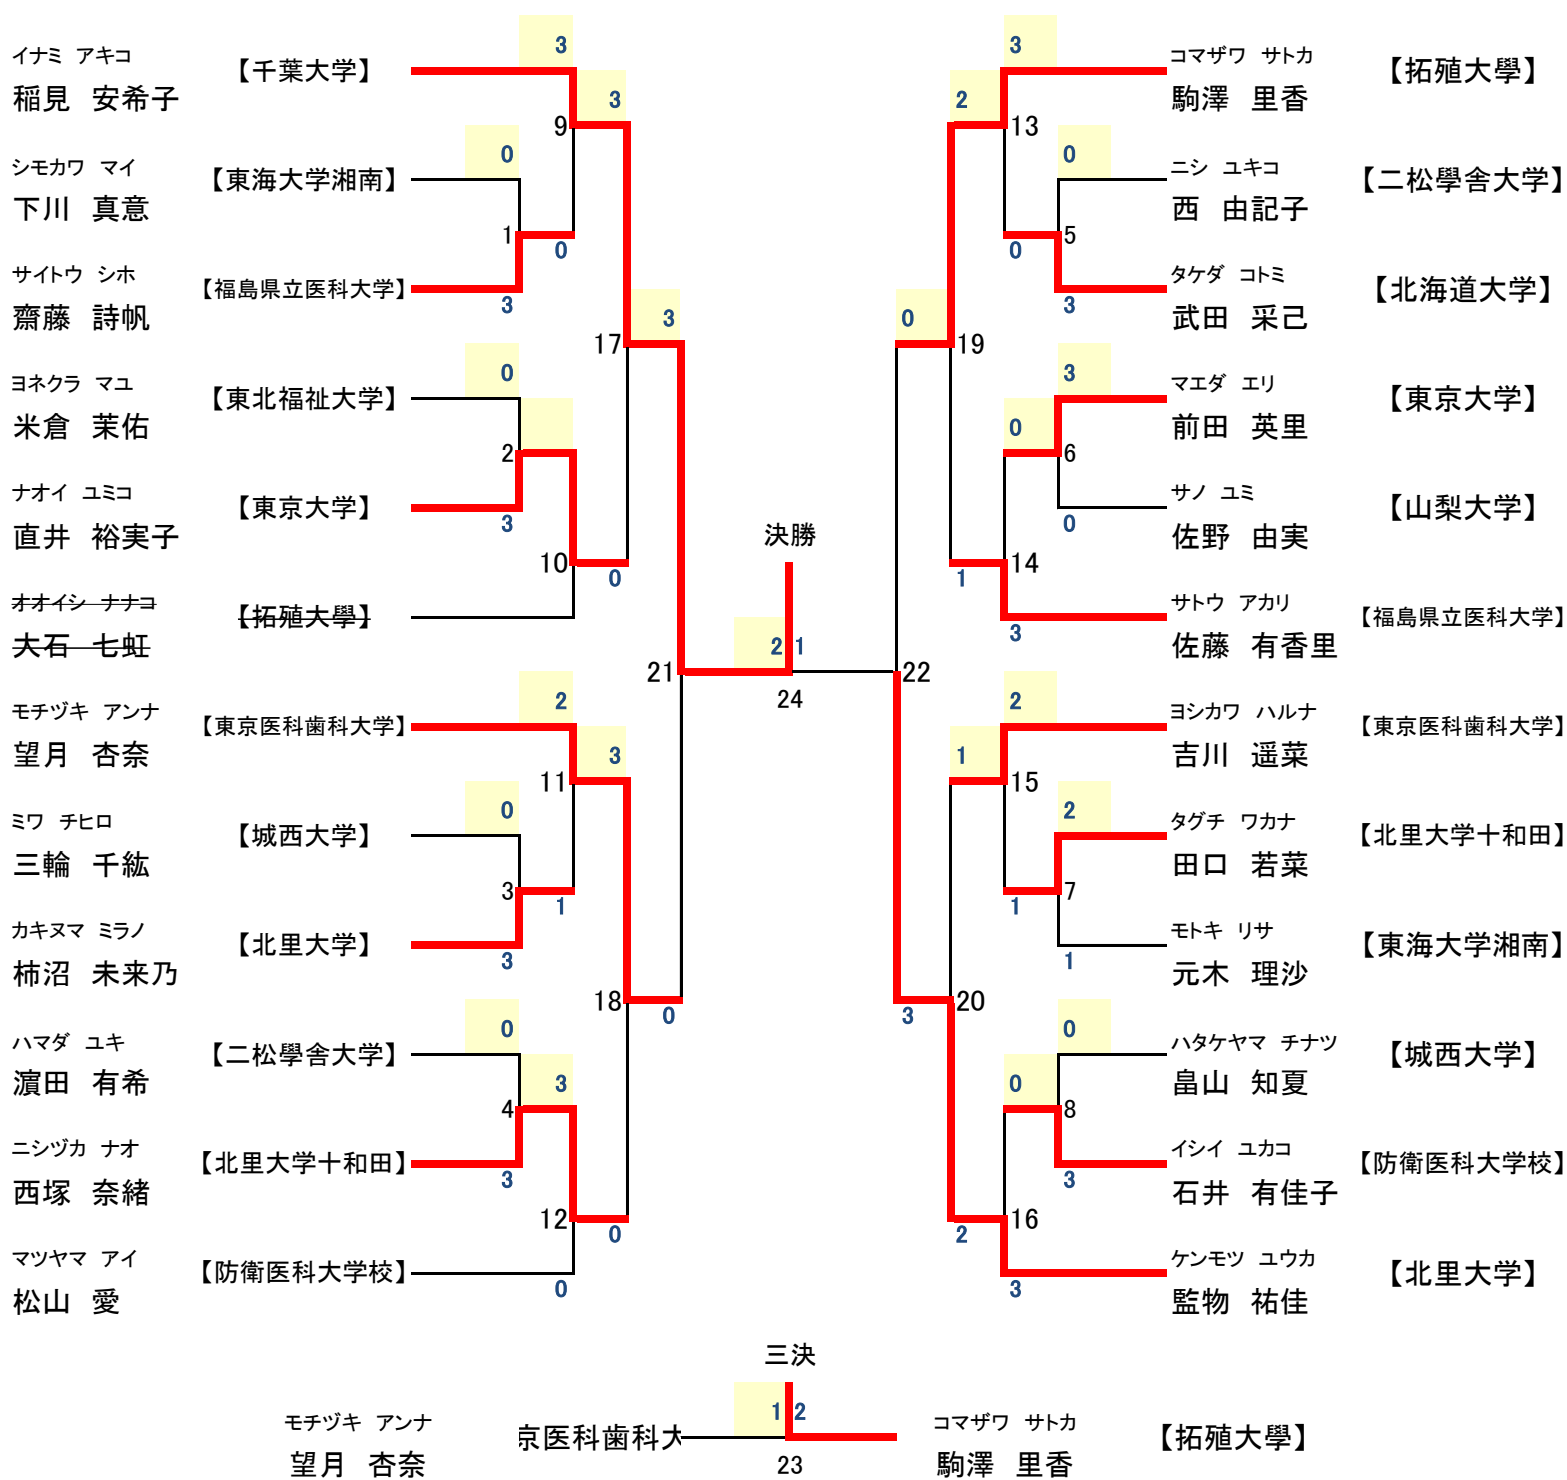 イナミ　アキコ
稲見　安希子
【千葉大学】
3
3
9
シモカワ　マイ
下川　真意
【東海大学湘南】
0
1
0
サイトウ　シホ
齋藤　詩帆
【福島県立医科大学】
3
17
3
ヨネクラ　マユ
米倉　茉佑
【東北福祉大学】
0
2
ナオイ　ユミコ
直井　裕実子
【東京大学】
3
10
0
オオイシ　ナナコ
大石　七虹
【拓殖大學】
21
モチヅキ　アンナ
望月　杏奈
【東京医科歯科大学】
2
3
11
ミワ　チヒロ
三輪　千紘
【城西大学】
0
3
1
カキヌマ　ミラノ
柿沼　未来乃
【北里大学】
3
18
0
ハマダ　ユキ
濵田　有希
【二松學舎大学】
0
3
4
ニシヅカ　ナオ
西塚　奈緒
【北里大学十和田】
3
12
0
マツヤマ　アイ
松山　愛
【防衛医科大学校】
0
決勝
2 1
24
3
コマザワ　サトカ
駒澤　里香
【拓殖大學】
2
13
0
ニシ　ユキコ
西　由記子
【二松學舎大学】
5
0
タケダ　コトミ
武田　采己
【北海道大学】
3
0
19
マエダ　エリ
前田　英里
【東京大学】
3
0
6
サノ　ユミ
佐野　由実
【山梨大学】
0
14
1
サトウ　アカリ
佐藤　有香里
【福島県立医科大学】
3
22
ヨシカワ　ハルナ
吉川　遥菜
【東京医科歯科大学】
2
1
15
タグチ　ワカナ
田口　若菜
【北里大学十和田】
2
7
1
モトキ　リサ
元木　理沙
【東海大学湘南】
1
20
3
ハタケヤマ　チナツ
畠山　知夏
【城西大学】
0
0
8
イシイ　ユカコ
石井　有佳子
【防衛医科大学校】
3
16
2
ケンモツ　ユウカ
監物　祐佳
【北里大学】
3
三決
モチヅキ　アンナ
望月　杏奈
京医科歯科大
1 2
23
コマザワ　サトカ
駒澤　里香
【拓殖大學】